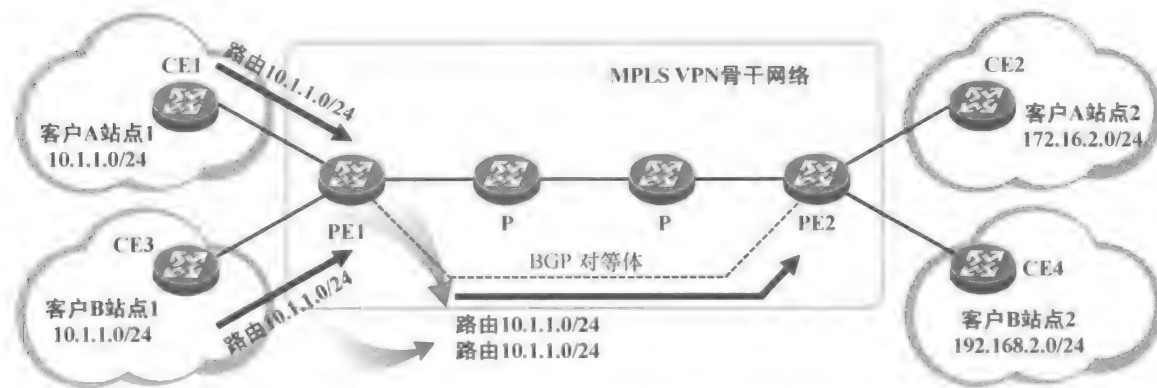 CE1
路由10.1.1.0/24
客户A站点1
10.1.1.0/24
MPLS VPN骨干网络
CE2
客户A站点2
172.16.2.0/24
PE1
P
P
PE2
CE3
客户B站点1
10.1.1.0/24
路由10.1.1.0/24
BGP 对等体
路由10.1.1.0/24
路由10.1.1.0/24
CE4
客户B站点2
192.168.2.0/24